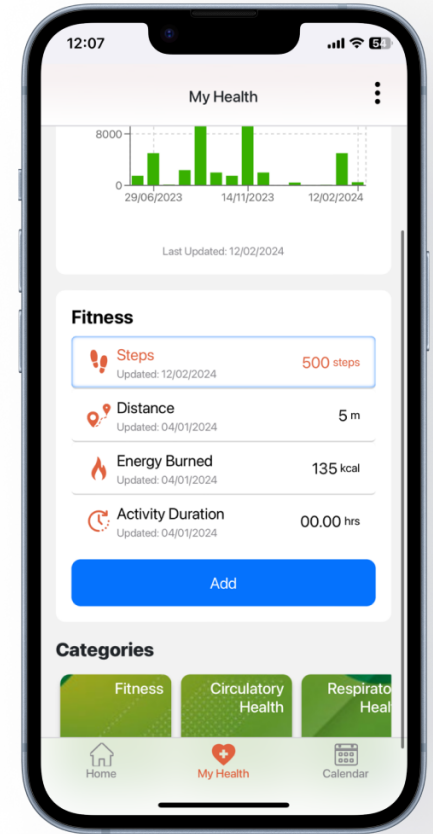 12:07
54
My Health
8000
0
29/06/2023 14/11/2023 12/02/2024
Last Updated: 12/02/2024
Fitness
Steps
500 steps
Updated: 12/02/2024
Distance
5 m
Updated: 04/01/2024
Energy Burned
135 kcal
Updated: 04/01/2024
Activity Duration
00.00 hrs
Updated: 04/01/2024
Add
Categories
Fitness
Circulatory
Health
Respirato
Heal
Home
My Health
Calendar